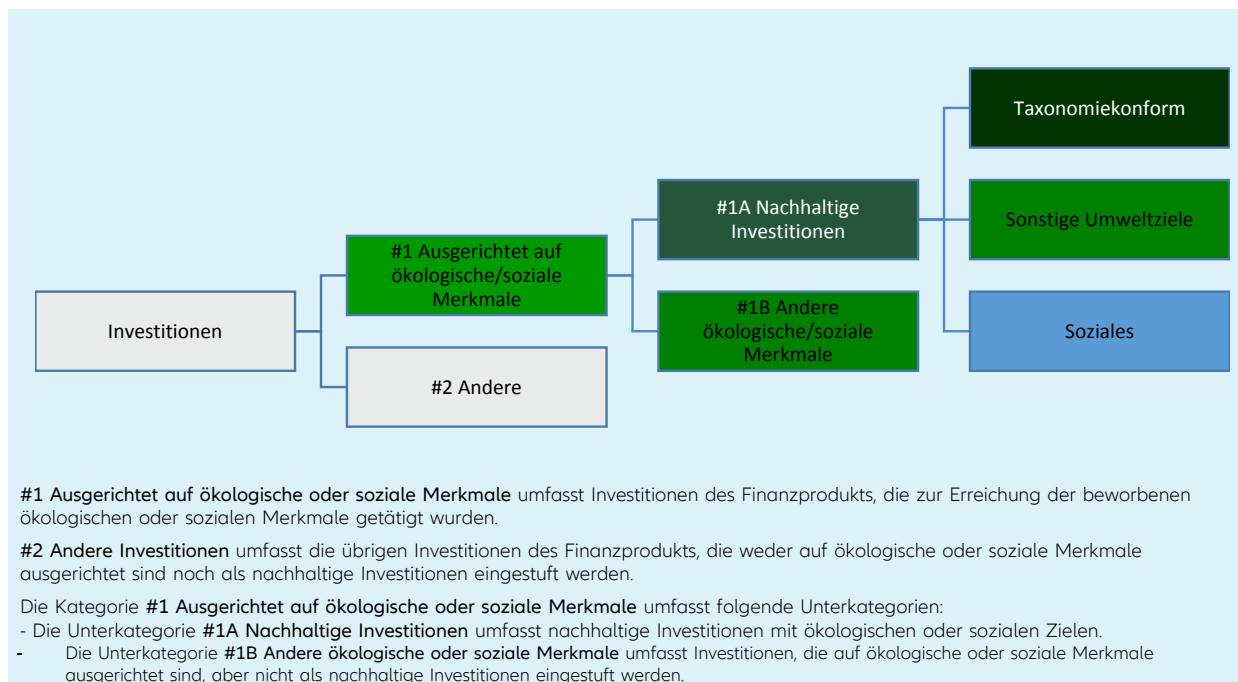 Taxonomiekonform
#1A Nachhaltige
Investitionen
Sonstige Umweltziele
#1 Ausgerichtet auf
ökologische/soziale
Merkmale
#1B Andere
ökologische/soziale
Merkmale
Investitionen
Soziales
#2 Andere
#1 Ausgerichtet auf ökologische oder soziale Merkmale umfasst Investitionen des Finanzprodukts, die zur Erreichung der beworbenen
ökologischen oder sozialen Merkmale getätigt wurden.
#2 Andere Investitionen umfasst die übrigen Investitionen des Finanzprodukts, die weder auf ökologische oder soziale Merkmale
ausgerichtet sind noch als nachhaltige Investitionen eingestuft werden.
Die Kategorie #1 Ausgerichtet auf ökologische oder soziale Merkmale umfasst folgende Unterkategorien:
- Die Unterkategorie #1A Nachhaltige Investitionen umfasst nachhaltige Investitionen mit ökologischen oder sozialen Zielen.
- Die Unterkategorie #1B Andere ökologische oder soziale Merkmale umfasst Investitionen, die auf ökologische oder soziale Merkmale
ausgerichtet sind, aber nicht als nachhaltige Investitionen eingestuft werden.